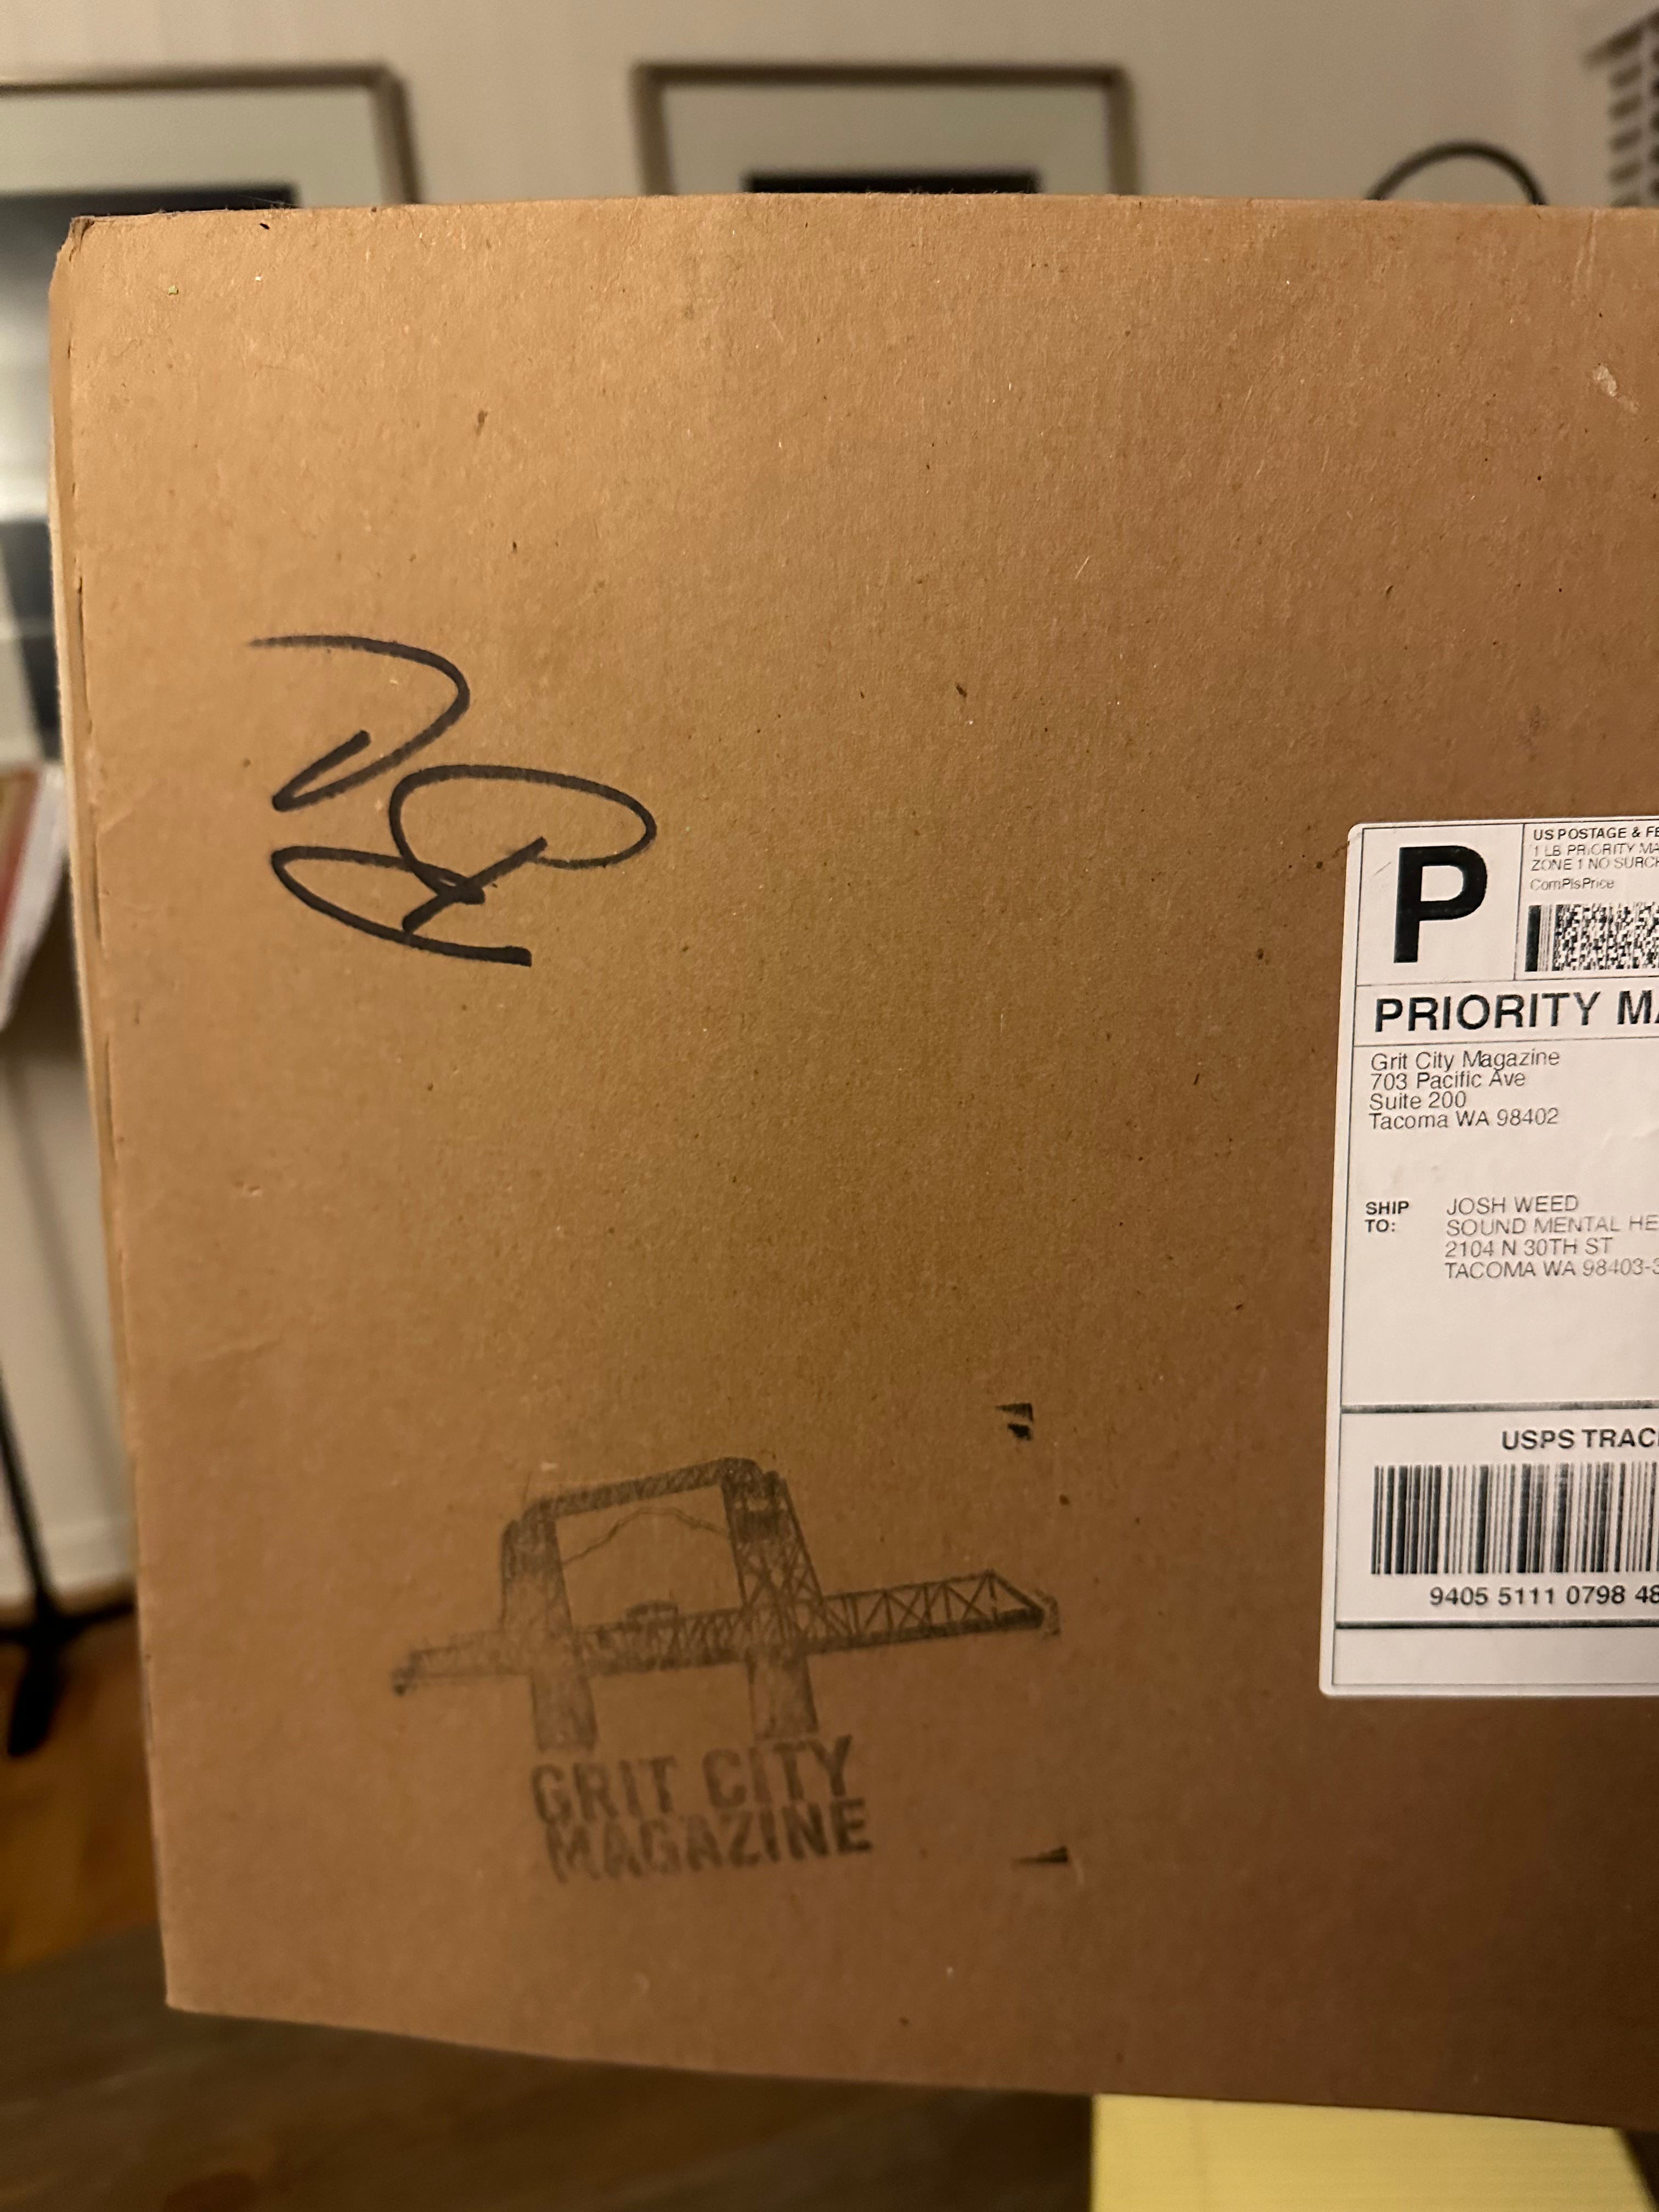 P
US POSTAGE & FE
1 LB PRIORITY MA
ZONE 1 NO SURCH
ComPlsPrice
PRIORITY MA
Grit City Magazine
703 Pacific Ave
Suite 200
Tacoma WA 98402
SHIP TO:
JOSH WEED
SOUND MENTAL HE
2104 N 30TH ST
TACOMA WA 98403-3
USPS TRAC
9405 5111 0798 48
GRIT CITY
MAGAZINE